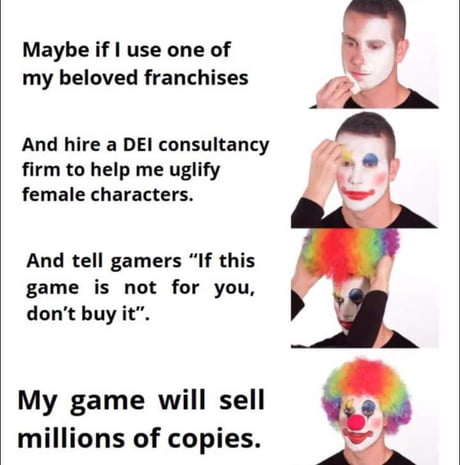 Maybe if I use one of
my beloved franchises
And hire a DEI consultancy
firm to help me uglify
female characters.
And tell gamers “If this
game is not for you,
don’t buy it”.
My game will sell
millions of copies.